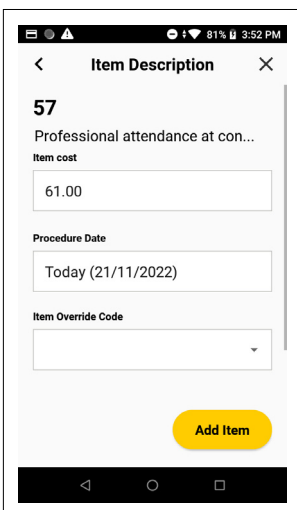 81% 3:52 PM
Item Description
57
Professional attendance at con...
Item cost
61.00
Procedure Date
Today (21/11/2022)
Item Override Code
Add Item